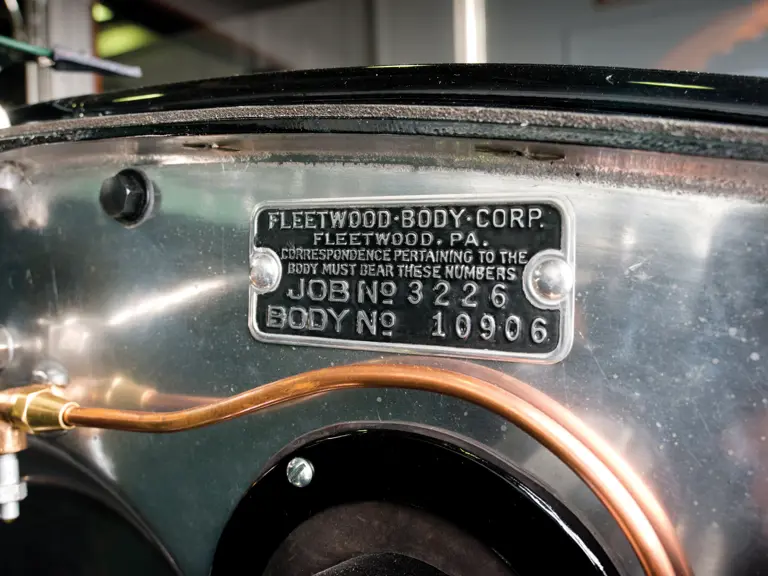 FLEETWOOD·BODY·CORP.
FLEETWOOD, PA.
CORRESPONDENCE PERTAINING TO THE
BODY MUST BEAR THESE NUMBERS
JOB Nº 3226
BODY Nº 10906